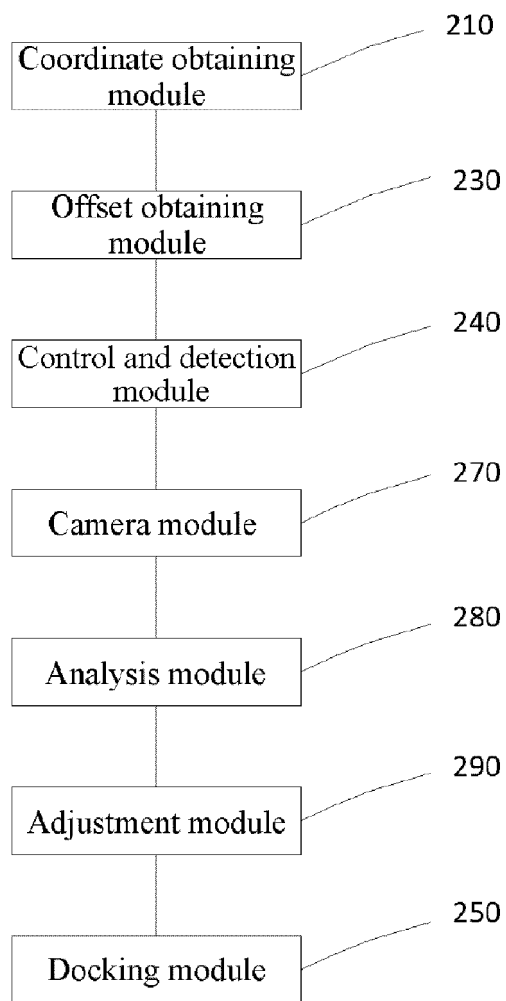 210
Coordinate obtaining
module
230
Offset obtaining
module
240
Control and detection
module
270
Camera module
280
Analysis module
290
Adjustment module
250
Docking module